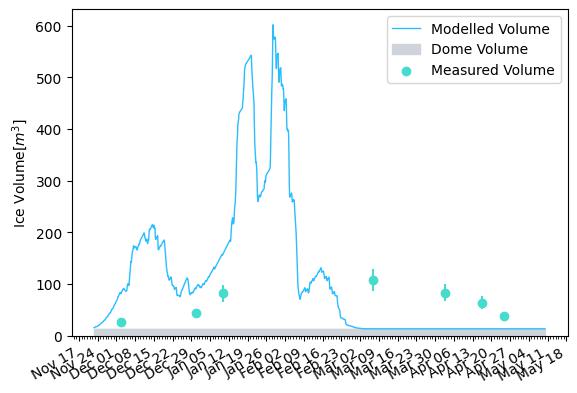 600
500
400
300
200
100
0
Ice Volume[m³]
Modelled Volume
Dome Volume
Measured Volume
Nov 17
Nov 24
Dec 01
Dec 08
Dec 15
Dec 22
Dec 29
Jan 05
Jan 12
Jan 19
Jan 26
Feb 02
Feb 09
Feb 16
Feb 23
Mar 02
Mar 09
Mar 16
Mar 23
Mar 30
Apr 06
Apr 13
Apr 20
Apr 27
May 04
May 11
May 18